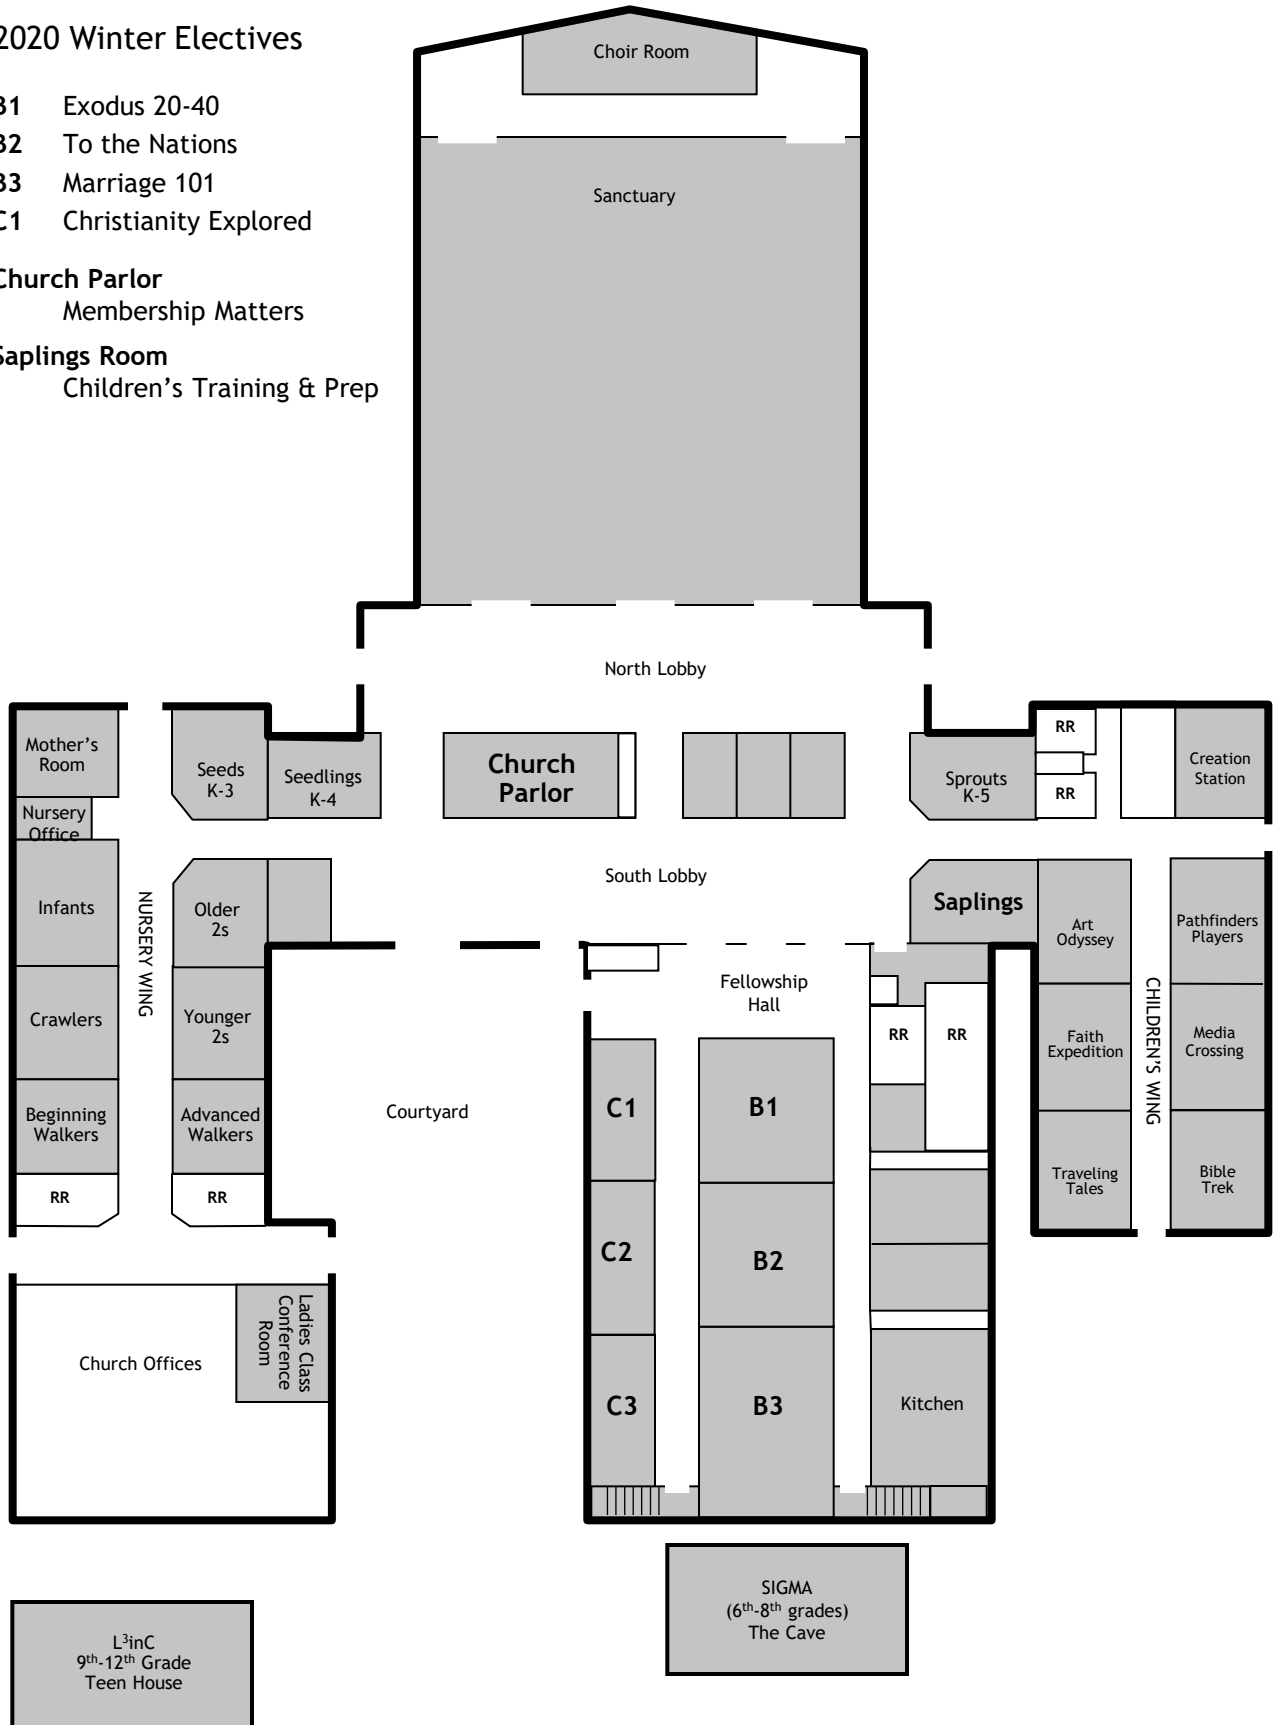 2020 Winter Electives
B1 Exodus 20-40
B2 To the Nations
B3 Marriage 101
C1 Christianity Explored
Church Parlor
Membership Matters
Saplings Room
Children’s Training & Prep
Choir Room
Sanctuary
North Lobby
Mother’s
Room
Nursery
Office
Infants
Crawlers
Beginning
Walkers
RR
NURSERY WING
Seeds
K-3
Seedlings
K-4
Older
2s
Younger
2s
Advanced
Walkers
RR
Church
Parlor
South Lobby
Sprouts
K-5
RR
RR
Creation
Station
Saplings
Art
Odyssey
Pathfinders
Players
Faith
Expedition
Media
Crossing
CHILDREN’S WING
Traveling
Tales
Bible
Trek
Courtyard
Fellowship
Hall
RR
RR
C1
B1
C2
B2
C3
B3
Kitchen
Church Offices
Ladies Class
Conference
Room
SIGMA
(6th-8th grades)
The Cave
L3inC
9th-12th Grade
Teen House